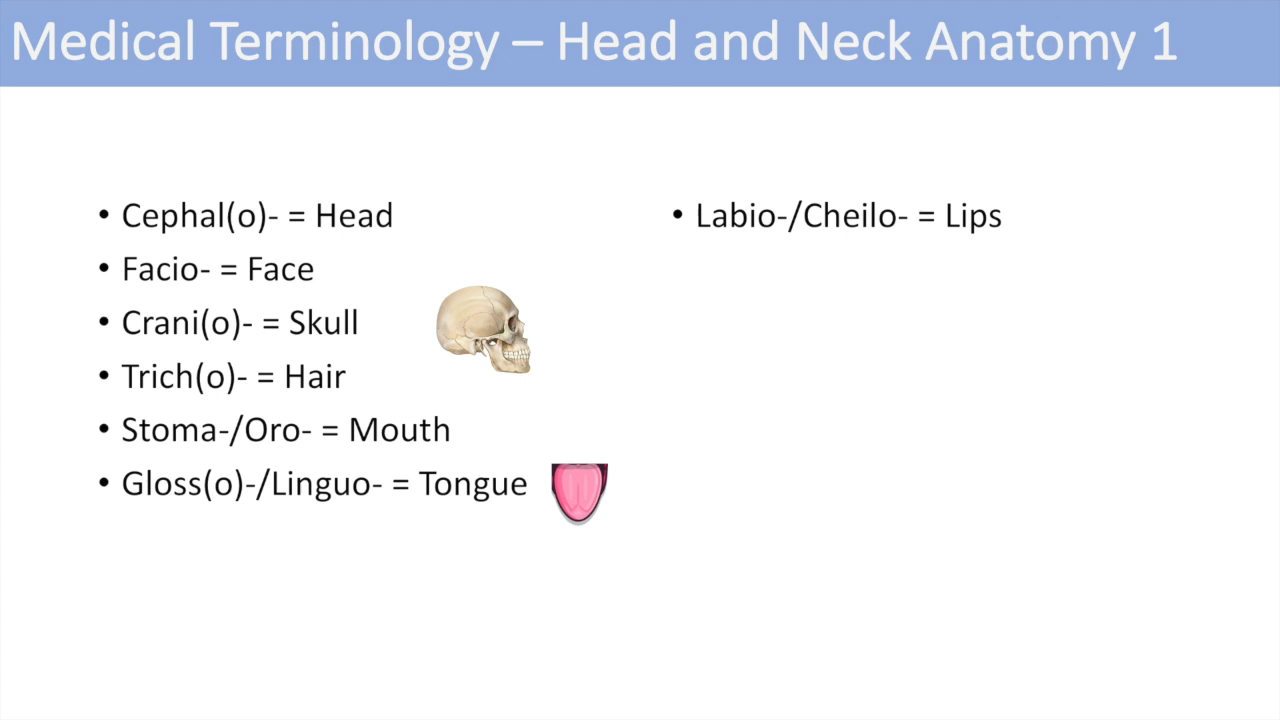 Medical Terminology – Head and Neck Anatomy 1
• Cephal(o)- = Head
• Facio- = Face
• Crani(o)- = Skull
• Trich(o)- = Hair
• Stoma-/Oro- = Mouth
• Gloss(o)-/Linguo- = Tongue
• Labio-/Cheilo- = Lips